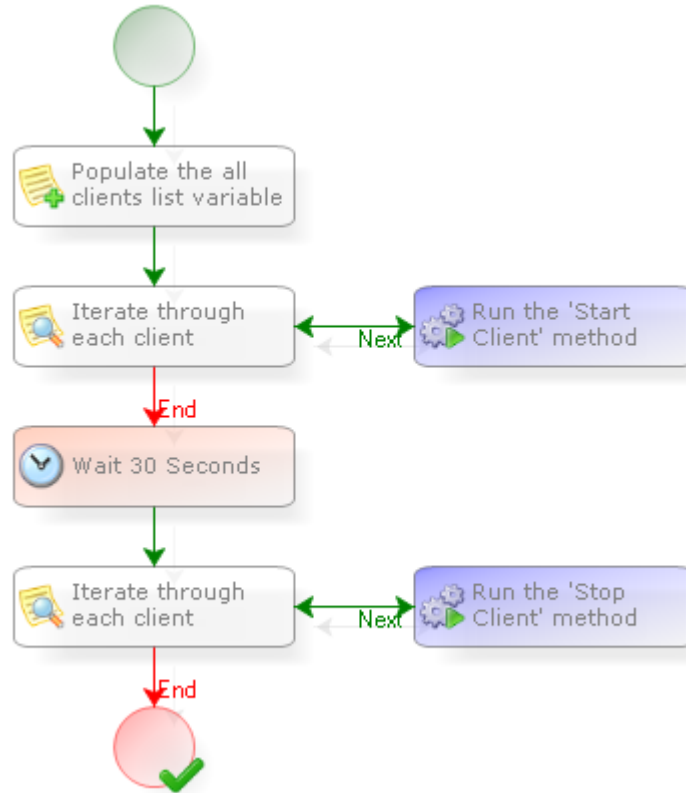 Populate the all
clients list variable
Iterate through
each client
Next
Run the 'Start
Client' method
End
Wait 30 Seconds
Iterate through
each client
Next
Run the 'Stop
Client' method
End